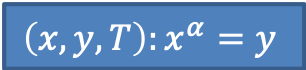 (x, y, T): x^α = y